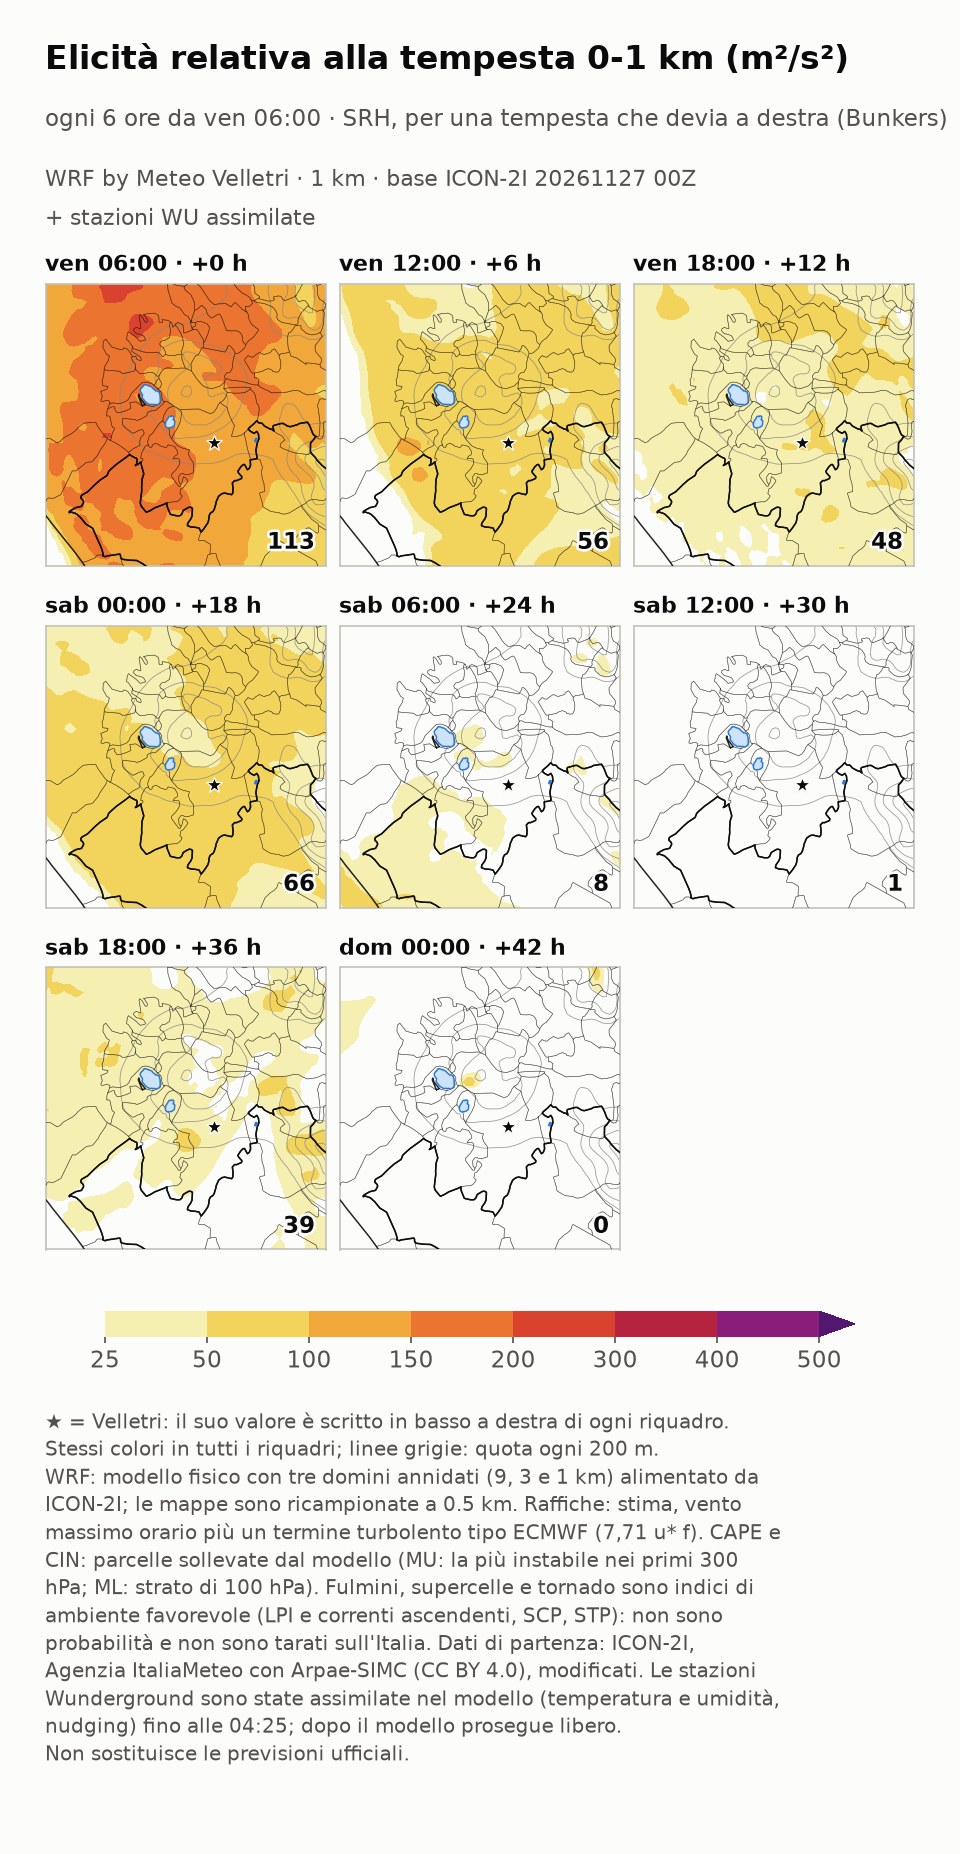 Elicità relativa alla tempesta 0-1 km (m²/s²)
ogni 6 ore da ven 06:00 · SRH, per una tempesta che devia a destra (Bunkers)
WRF by Meteo Velletri · 1 km · base ICON-2I 20261127 00Z
+ stazioni WU assimilate
ven 06:00 · +0 h
ven 12:00 · +6 h
ven 18:00 · +12 h
113
56
48
sab 00:00 · +18 h
sab 06:00 · +24 h
sab 12:00 · +30 h
66
8
1
sab 18:00 · +36 h
dom 00:00 · +42 h
39
0
25 50 100 150 200 300 400 500
★ = Velletri: il suo valore è scritto in basso a destra di ogni riquadro.
Stessi colori in tutti i riquadri; linee grigie: quota ogni 200 m.
WRF: modello fisico con tre domini annidati (9, 3 e 1 km) alimentato da
ICON-2I; le mappe sono ricampionate a 0.5 km. Raffiche: stima, vento
massimo orario più un termine turbolento tipo ECMWF (7,71 u* f). CAPE e
CIN: parcelle sollevate dal modello (MU: la più instabile nei primi 300
hPa; ML: strato di 100 hPa). Fulmini, supercelle e tornado sono indici di
ambiente favorevole (LPI e correnti ascendenti, SCP, STP): non sono
probabilità e non sono tarati sull'Italia. Dati di partenza: ICON-2I,
Agenzia ItaliaMeteo con Arpae-SIMC (CC BY 4.0), modificati. Le stazioni
Wunderground sono state assimilate nel modello (temperatura e umidità,
nudging) fino alle 04:25; dopo il modello prosegue libero.
Non sostituisce le previsioni ufficiali.